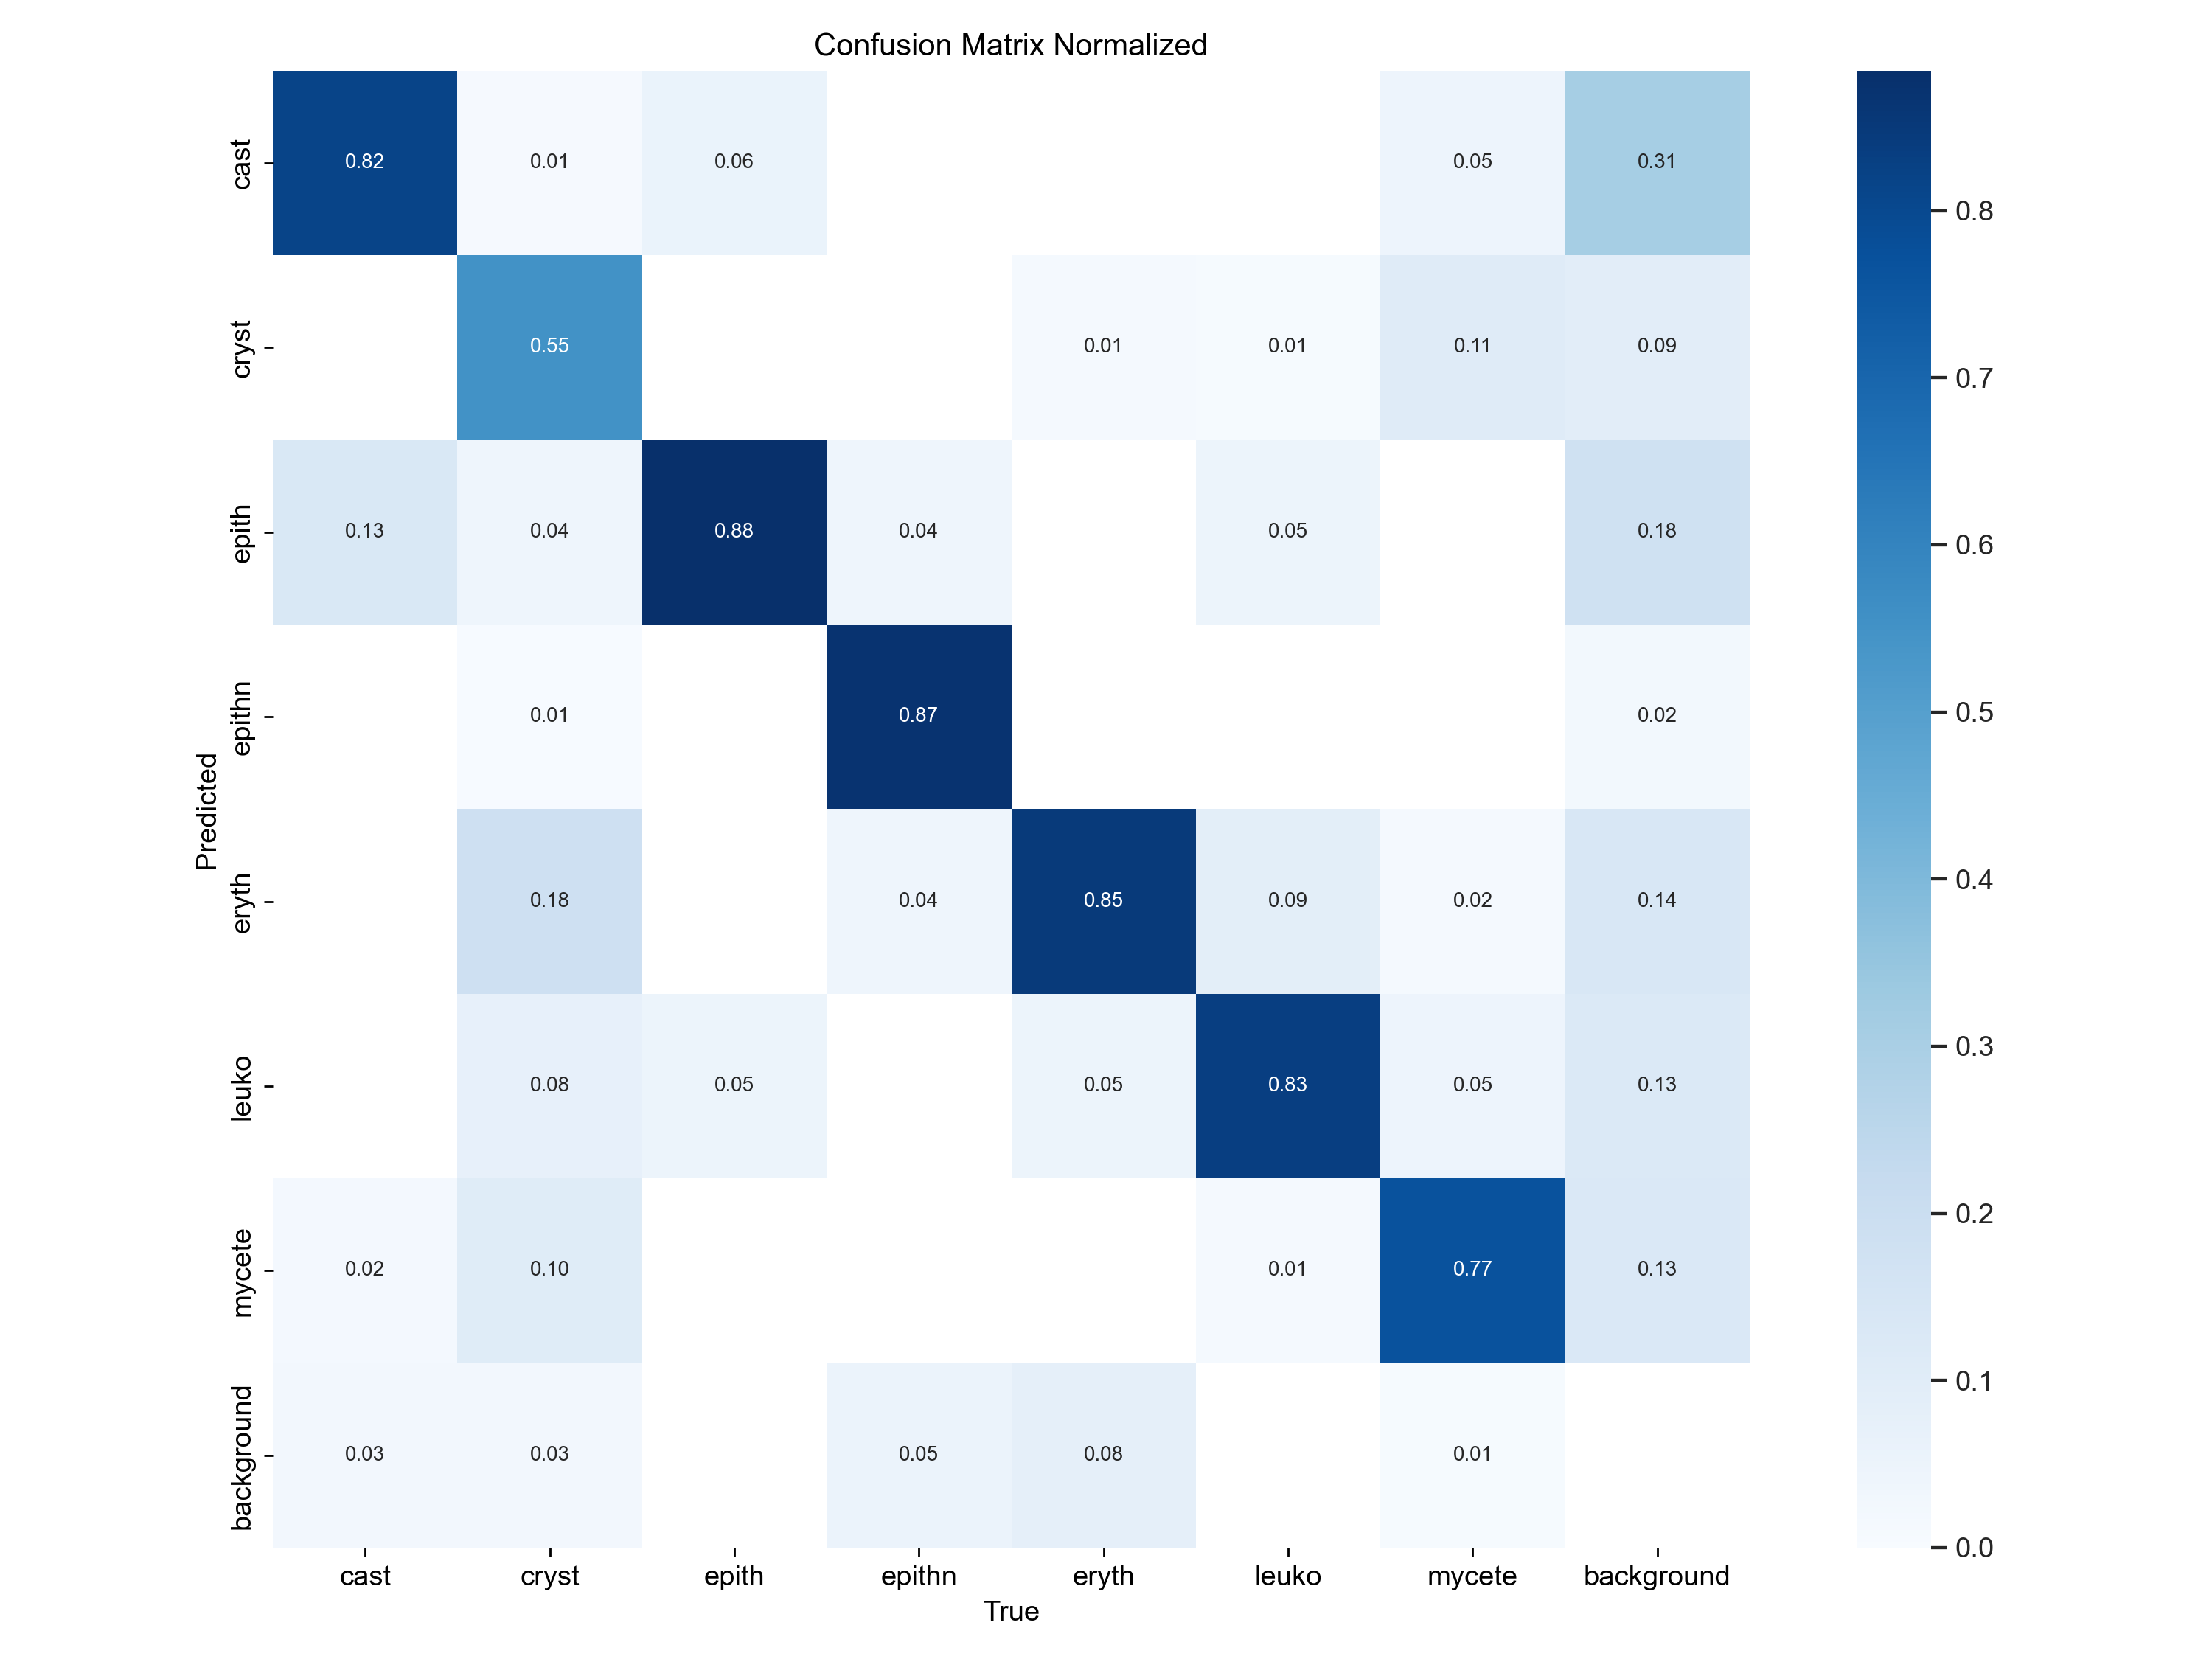 Confusion Matrix Normalized
cast 0.82 0.01 0.06 0.05 0.31
cryst 0.55 0.01 0.01 0.11 0.09
epith 0.13 0.04 0.88 0.04 0.05 0.18
epithn 0.01 0.87 0.02
eryth 0.18 0.04 0.85 0.09 0.02 0.14
leuko 0.08 0.05 0.05 0.83 0.05 0.13
mycete 0.02 0.10 0.01 0.77 0.13
background 0.03 0.03 0.05 0.08 0.01
Predicted
cast cryst epith epithn eryth leuko mycete background
True
0.8
0.7
0.6
0.5
0.4
0.3
0.2
0.1
0.0